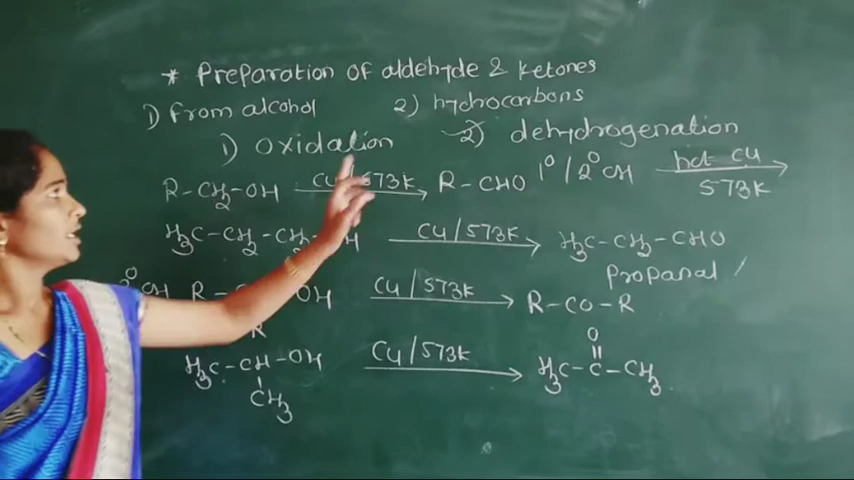 * Preparation of aldehyde & ketones
1) from alcohol 2) hydrocarbons
1) oxidation 2) dehydrogenation
R-CH2-OH Cu/573K R-CHO 1°/2° OH hot Cu 573K
H3C-CH2-CH2-OH Cu/573K H3C-CH2-CHO
Propanal
2° OH R- OH Cu/573K R-CO-R
R
H3C-CH-OH Cu/573K O
H3C-C-CH3
CH3